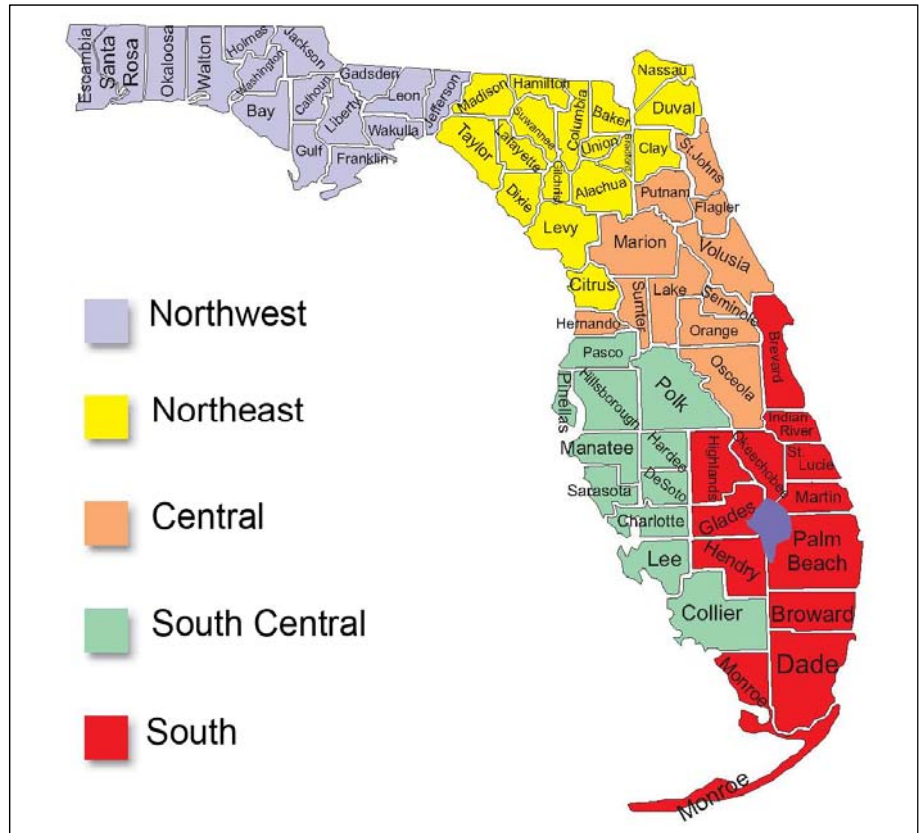 Escambia
Santa
Rosa
Okaloosa
Walton
Holmes
Washington
Jackson
Bay
Calhoun
Gulf
Liberty
Gadsden
Franklin
Leon
Wakulla
Jefferson
Madison
Taylor
Hamilton
Suwannee
Lafayette
Dixie
Columbia
Gilchrist
Baker
Union
Bradford
Alachua
Levy
Nassau
Duval
Clay
St. Johns
Putnam
Flagler
Marion
Volusia
Citrus
Sumter
Lake
Seminole
Hernando
Orange
Osceola
Brevard
Pasco
Pinellas
Hillsborough
Polk
Indian
River
Manatee
Hardee
Highlands
Okeechobee
St.
Lucie
Sarasota
DeSoto
Martin
Charlotte
Glades
Palm
Beach
Lee
Hendry
Collier
Broward
Monroe
Dade
Monroe
Northwest
Northeast
Central
South Central
South